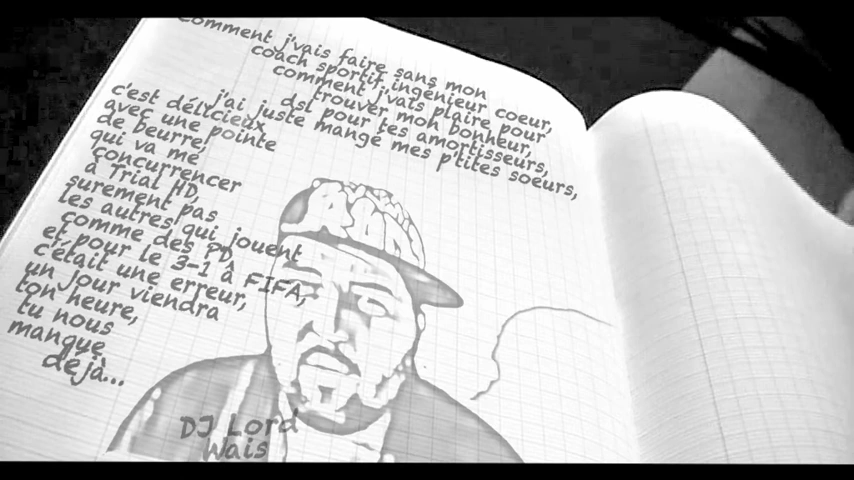 Comment j'vais faire sans mon
coach sportif, ingénieur coeur,
comment j'vais plaire pour
trouver mon bonheur,
dsl pour tes amortisseurs,
j'ai juste mangé mes p'tites soeurs,
c'est délicieux
avec une pointe
de beurre,
qui va me
concurrencer
à Trial HD,
surement pas
les autres qui jouent
comme des PD,
et pour le 3-1 à FIFA,
c'était une erreur,
un jour viendra
ton heure,
tu nous
manque
déjà...
DJ Lord
Wais